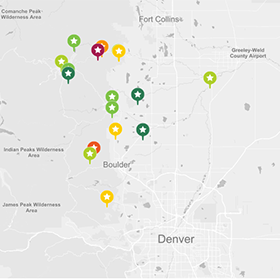 Comanche Peak
Wilderness Area
Fort Collins
Greeley-Weld
County Airport
Indian Peaks Wilderness
Area
Boulder
James Peak Wilderness
Area
Denver